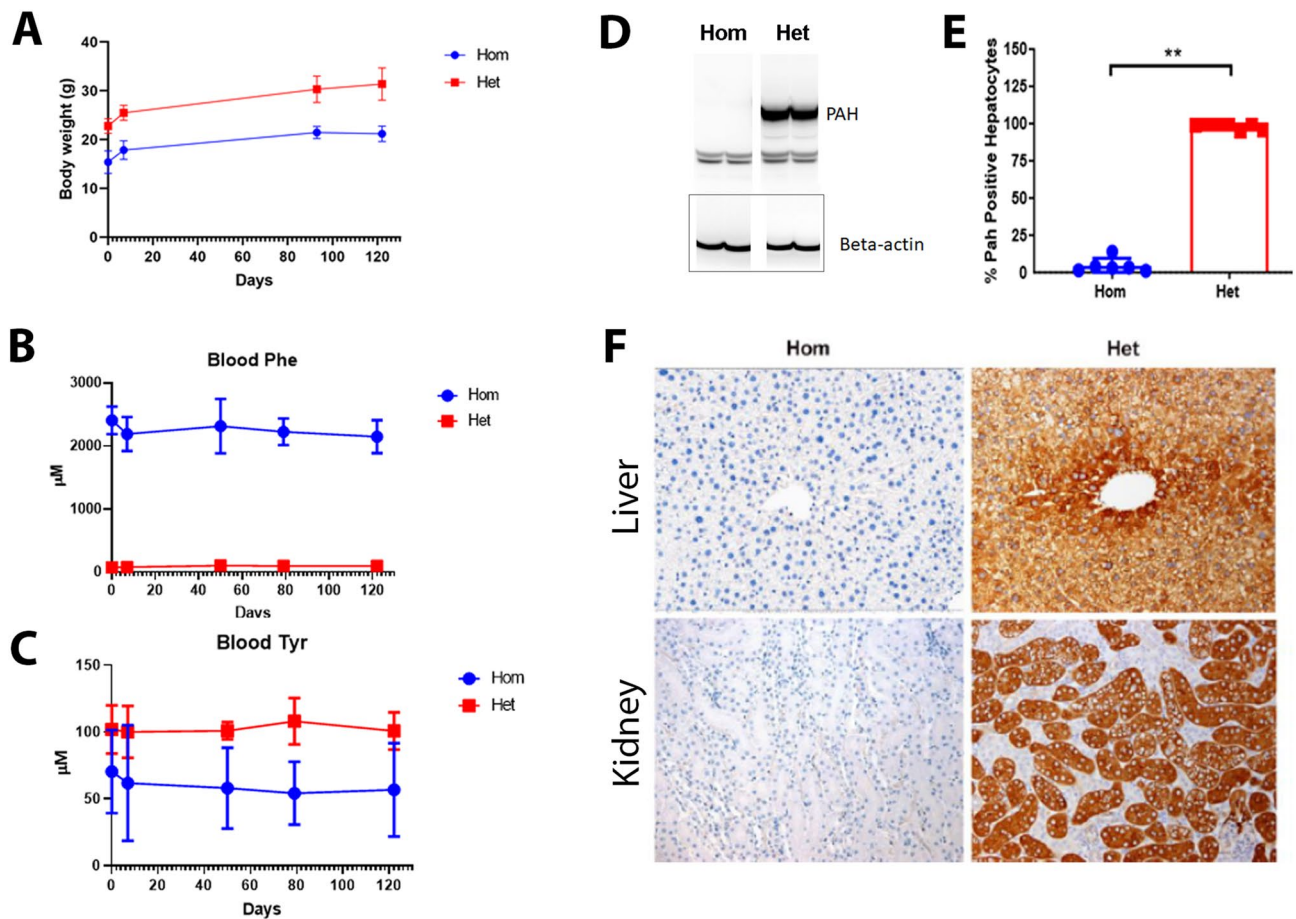 A
40
30
20
10
0
Body weight (g)
0 20 40 60 80 100 120
Days
Hom
Het
B
Blood Phe
3000
2000
1000
0
µM
0 20 40 60 80 100 120
Days
Hom
Het
C
Blood Tyr
150
100
50
0
µM
0 20 40 60 80 100 120
Days
Hom
Het
D
Hom Het
PAH
Beta-actin
E
150
125
100
75
50
25
0
% Pah Positive Hepatocytes
**
Hom Het
F
Hom Het
Liver
Kidney